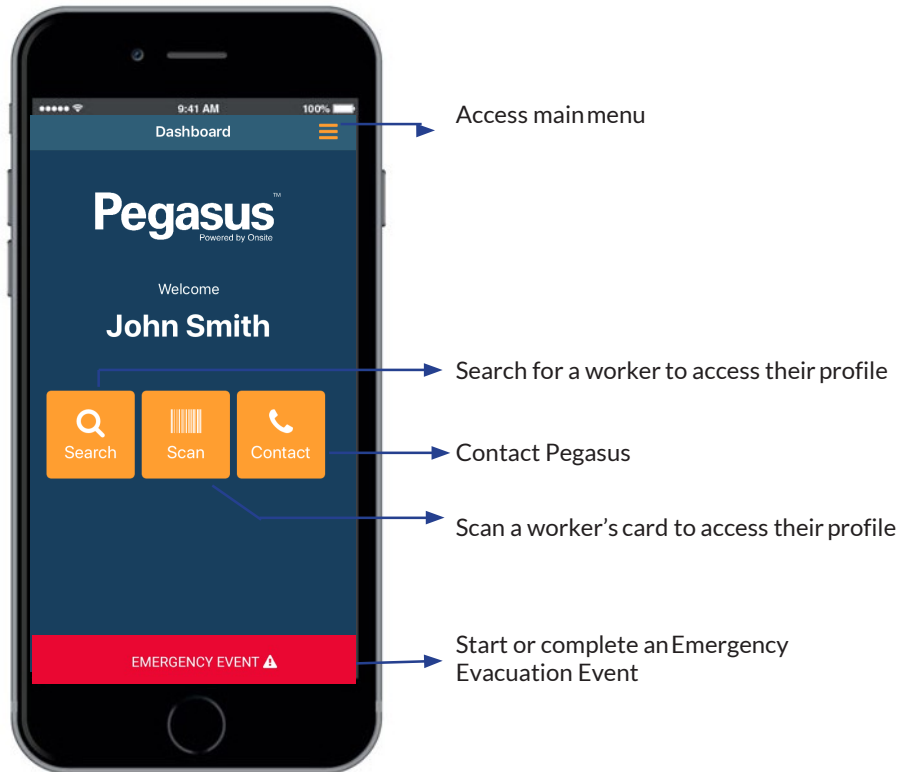 9:41 AM 100%
Dashboard
Access main menu
Pegasus™
Powered by Onsite
Welcome
John Smith
Search for a worker to access their profile
Search Scan Contact
Contact Pegasus
Scan a worker's card to access their profile
EMERGENCY EVENT
Start or complete an Emergency
Evacuation Event